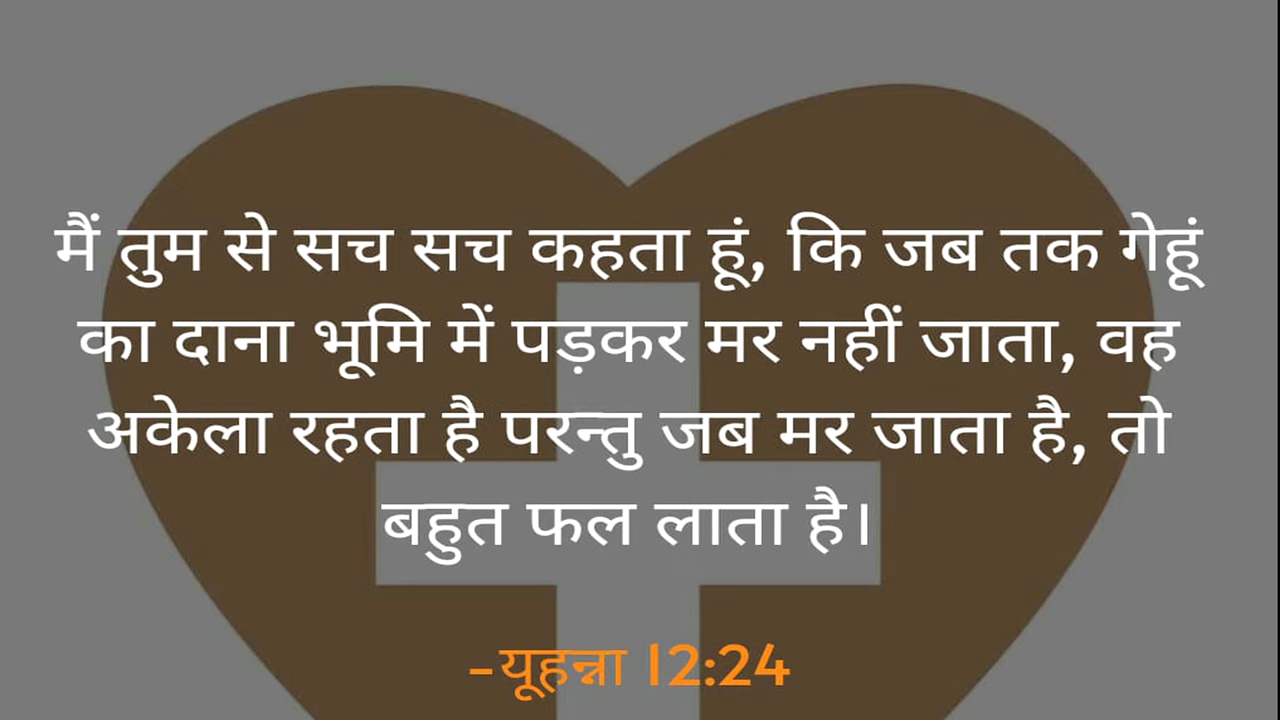 मैं तुम से सच सच कहता हूं, कि जब तक गेहूं
का दाना भूमि में पड़कर मर नहीं जाता, वह
अकेला रहता है परन्तु जब मर जाता है, तो
बहुत फल लाता है।
-यूहन्ना 12:24